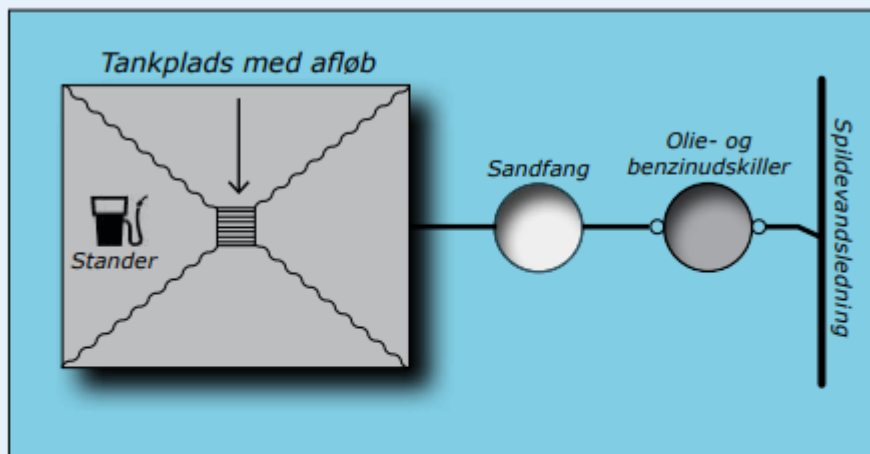 Tankplads med afløb
Stander
Sandfang
Olie- og
benzinudskiller
Spildevandsledning